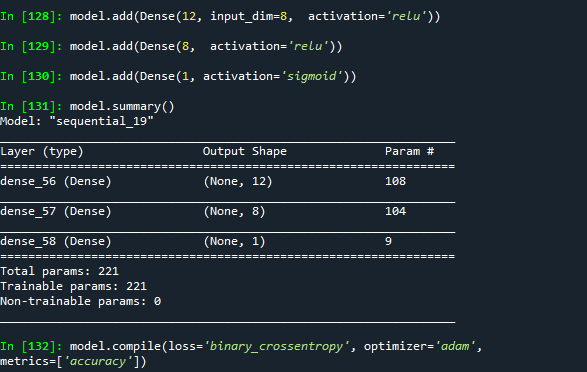 In [128]: model.add(Dense(12, input_dim=8,  activation='relu'))
In [129]: model.add(Dense(8,  activation='relu'))
In [130]: model.add(Dense(1, activation='sigmoid'))
In [131]: model.summary()
Model: "sequential_19"
_________________________________________________________________
Layer (type)                 Output Shape              Param #
=================================================================
dense_56 (Dense)             (None, 12)                108
_________________________________________________________________
dense_57 (Dense)             (None, 8)                 104
_________________________________________________________________
dense_58 (Dense)             (None, 1)                 9
=================================================================
Total params: 221
Trainable params: 221
Non-trainable params: 0
_________________________________________________________________
In [132]: model.compile(loss='binary_crossentropy', optimizer='adam',
metrics=['accuracy'])